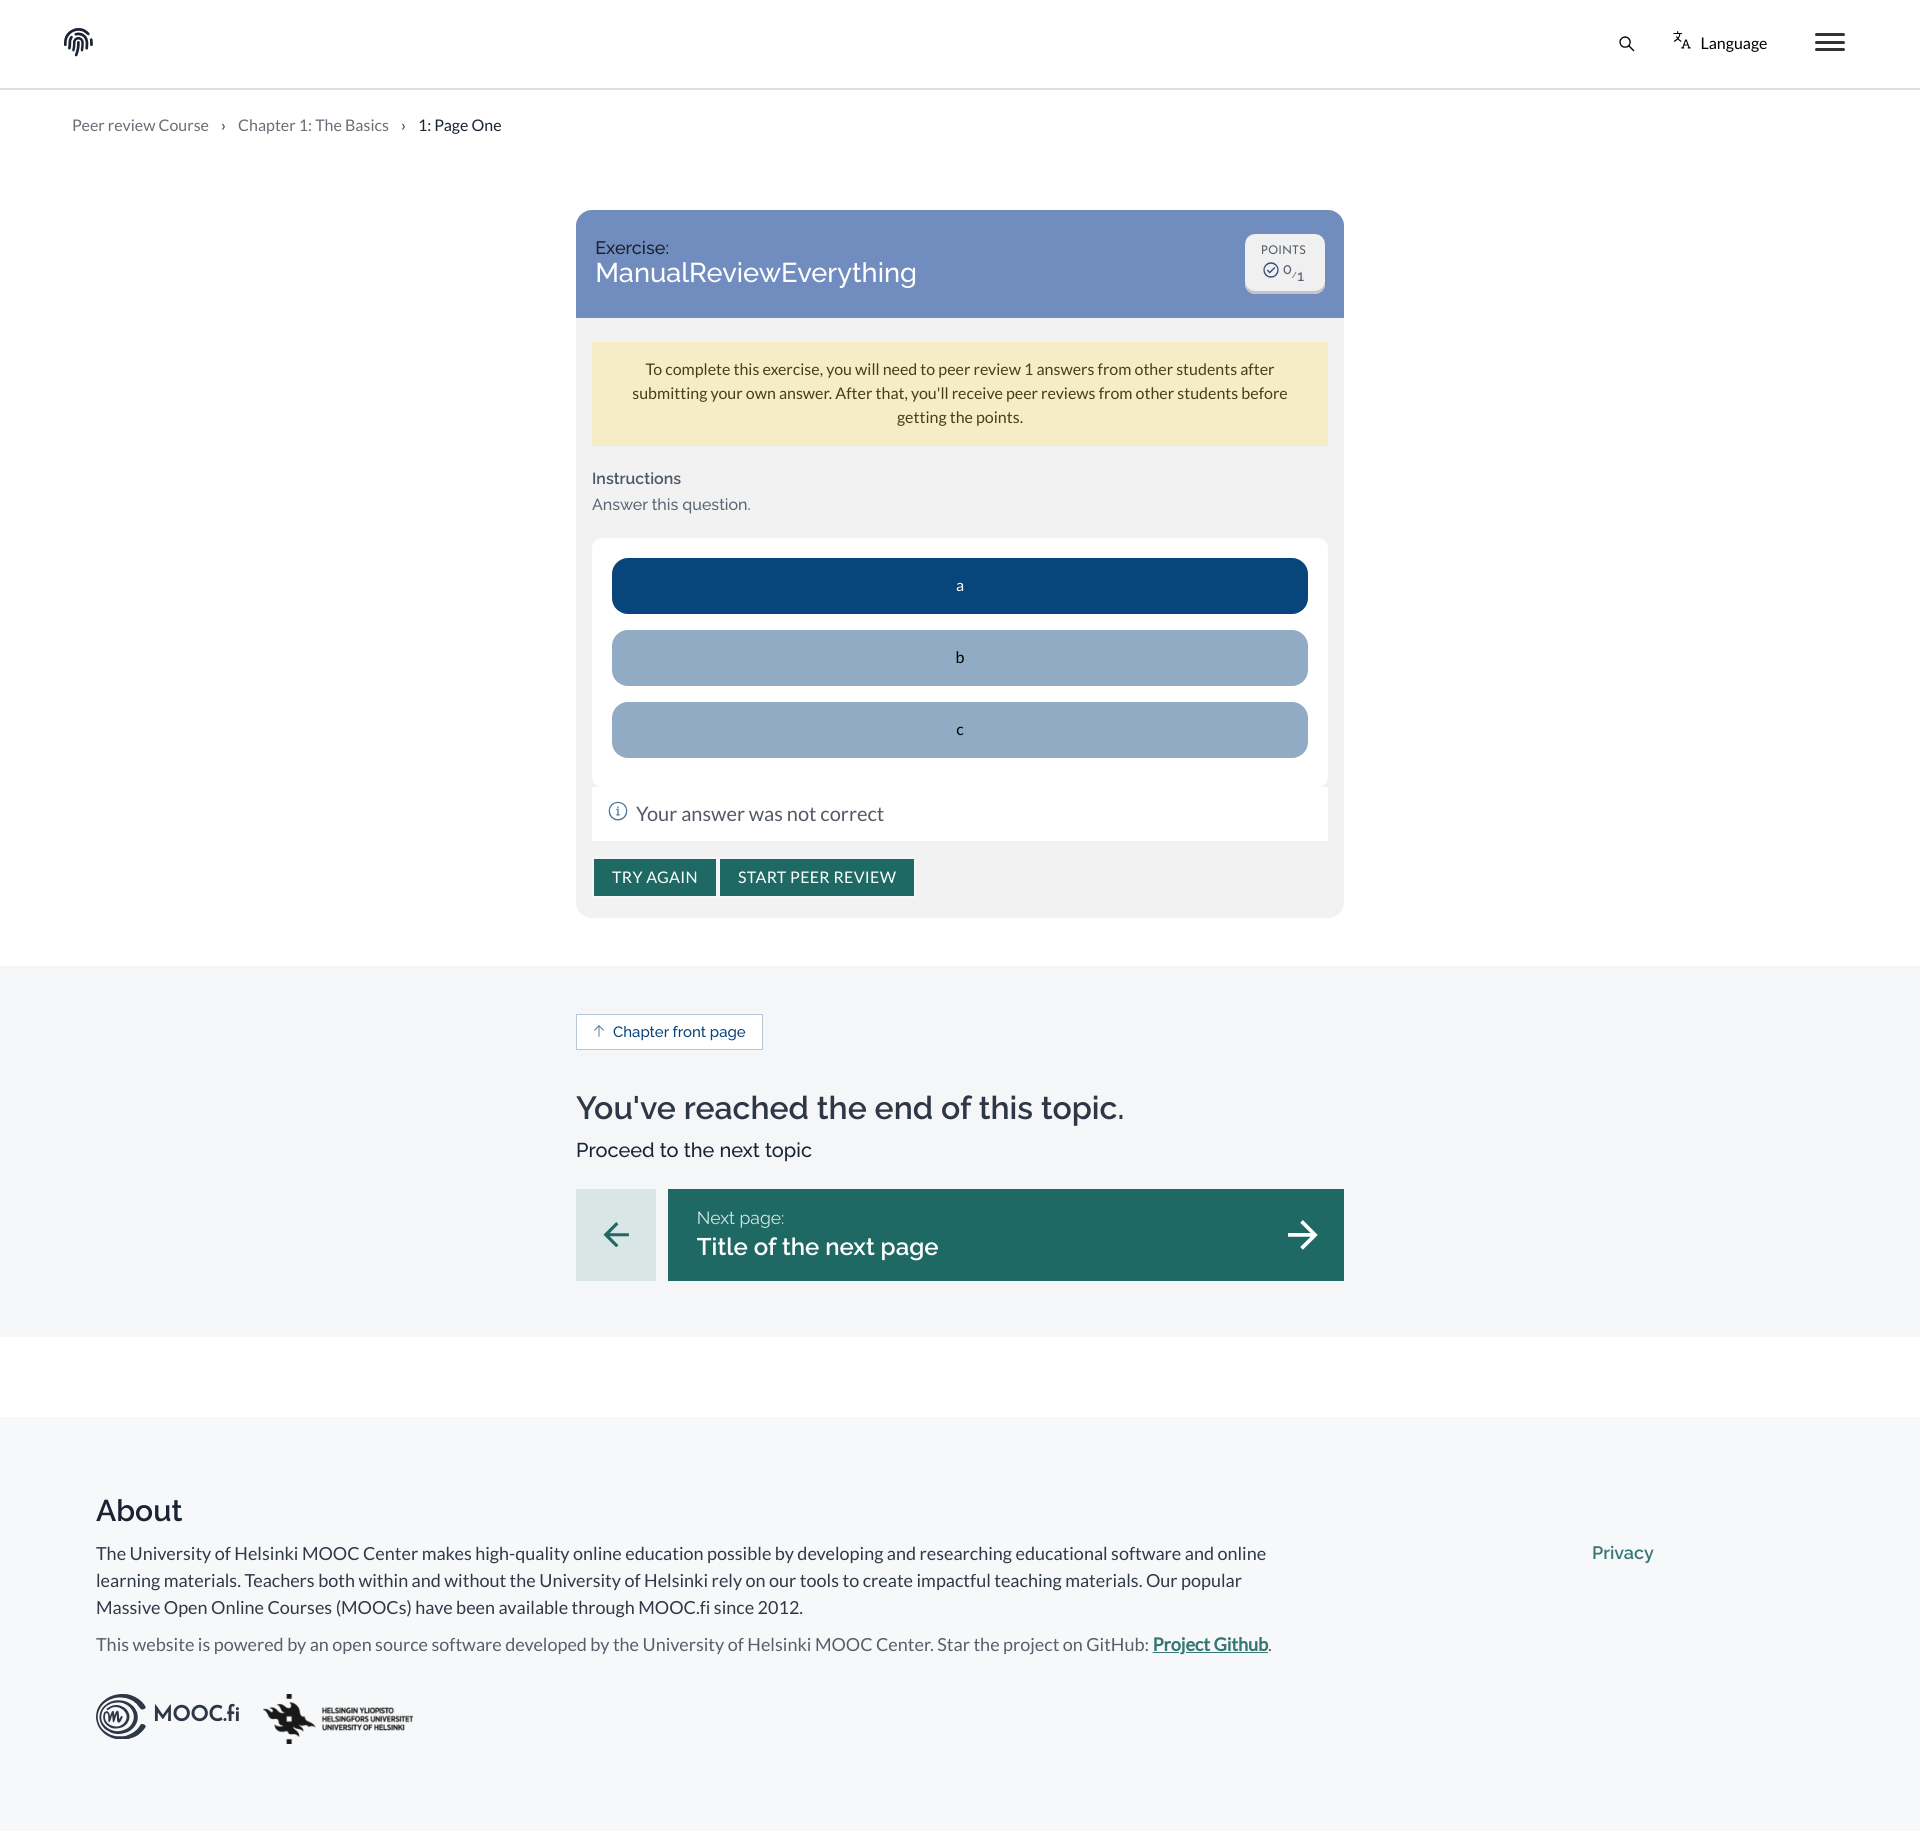 Language
Peer review Course › Chapter 1: The Basics › 1: Page One
Exercise:
ManualReviewEverything
POINTS
0/1
To complete this exercise, you will need to peer review 1 answers from other students after
submitting your own answer. After that, you'll receive peer reviews from other students before
getting the points.
Instructions
Answer this question.
a
b
c
Your answer was not correct
TRY AGAIN
START PEER REVIEW
Chapter front page
You've reached the end of this topic.
Proceed to the next topic
Next page:
Title of the next page
About
The University of Helsinki MOOC Center makes high-quality online education possible by developing and researching educational software and online
learning materials. Teachers both within and without the University of Helsinki rely on our tools to create impactful teaching materials. Our popular
Massive Open Online Courses (MOOCs) have been available through MOOC.fi since 2012.
This website is powered by an open source software developed by the University of Helsinki MOOC Center. Star the project on GitHub: Project Github.
Privacy
MOOC.fi
HELSINGIN YLIOPISTO
HELSINGFORS UNIVERSITET
UNIVERSITY OF HELSINKI